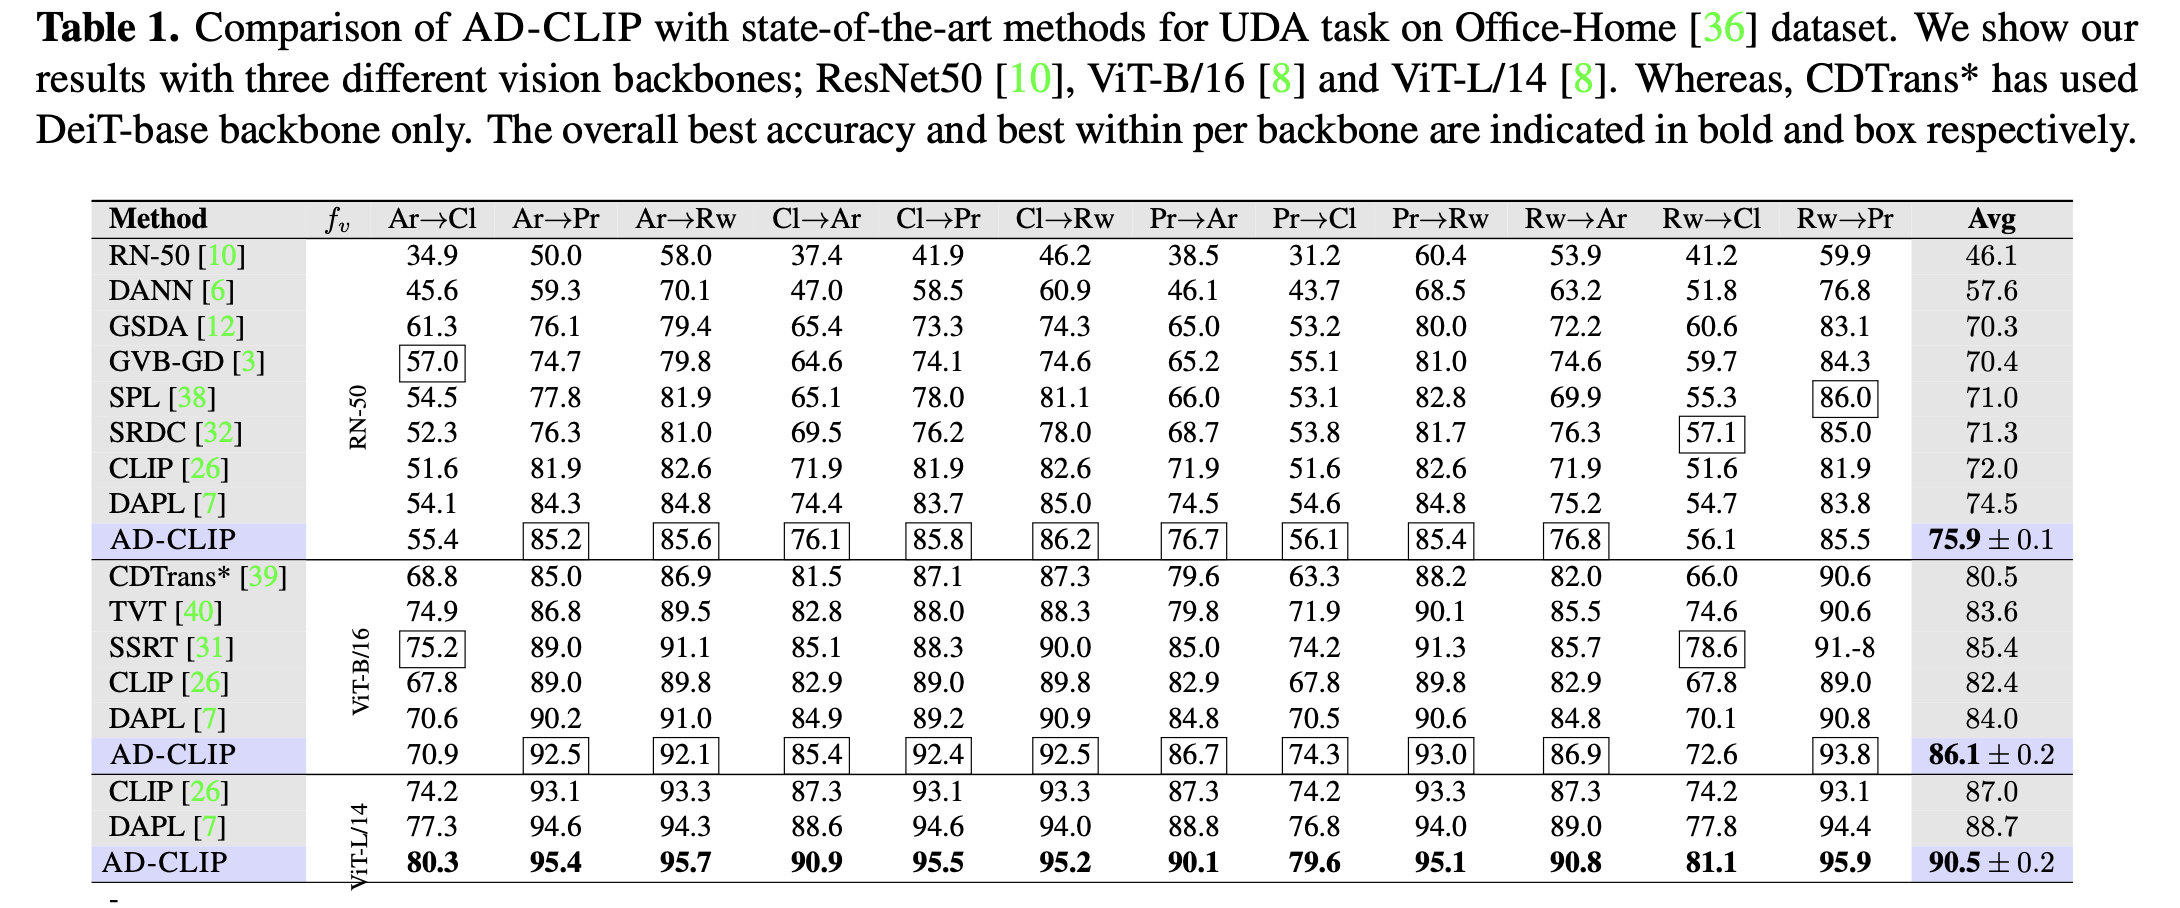 Table 1. Comparison of AD-CLIP with state-of-the-art methods for UDA task on Office-Home [36] dataset. We show our
results with three different vision backbones; ResNet50 [10], ViT-B/16 [8] and ViT-L/14 [8]. Whereas, CDTrans* has used
DeiT-base backbone only. The overall best accuracy and best within per backbone are indicated in bold and box respectively.
Method fv Ar→Cl Ar→Pr Ar→Rw Cl→Ar Cl→Pr Cl→Rw Pr→Ar Pr→Cl Pr→Rw Rw→Ar Rw→Cl Rw→Pr Avg
RN-50 [10] 34.9 50.0 58.0 37.4 41.9 46.2 38.5 31.2 60.4 53.9 41.2 59.9 46.1
DANN [6] 45.6 59.3 70.1 47.0 58.5 60.9 46.1 43.7 68.5 63.2 51.8 76.8 57.6
GSDA [12] 61.3 76.1 79.4 65.4 73.3 74.3 65.0 53.2 80.0 72.2 60.6 83.1 70.3
GVB-GD [3] 57.0 74.7 79.8 64.6 74.1 74.6 65.2 55.1 81.0 74.6 59.7 84.3 70.4
SPL [38] 54.5 77.8 81.9 65.1 78.0 81.1 66.0 53.1 82.8 69.9 55.3 86.0 71.0
RN-50
SRDC [32] 52.3 76.3 81.0 69.5 76.2 78.0 68.7 53.8 81.7 76.3 57.1 85.0 71.3
CLIP [26] 51.6 81.9 82.6 71.9 81.9 82.6 71.9 51.6 82.6 71.9 51.6 81.9 72.0
DAPL [7] 54.1 84.3 84.8 74.4 83.7 85.0 74.5 54.6 84.8 75.2 54.7 83.8 74.5
AD-CLIP 55.4 85.2 85.6 76.1 85.8 86.2 76.7 56.1 85.4 76.8 56.1 85.5 75.9 ± 0.1
CDTrans* [39] 68.8 85.0 86.9 81.5 87.1 87.3 79.6 63.3 88.2 82.0 66.0 90.6 80.5
TVT [40] 74.9 86.8 89.5 82.8 88.0 88.3 79.8 71.9 90.1 85.5 74.6 90.6 83.6
SSRT [31] 75.2 89.0 91.1 85.1 88.3 90.0 85.0 74.2 91.3 85.7 78.6 91.-8 85.4
ViT-B/16
CLIP [26] 67.8 89.0 89.8 82.9 89.0 89.8 82.9 67.8 89.8 82.9 67.8 89.0 82.4
DAPL [7] 70.6 90.2 91.0 84.9 89.2 90.9 84.8 70.5 90.6 84.8 70.1 90.8 84.0
AD-CLIP 70.9 92.5 92.1 85.4 92.4 92.5 86.7 74.3 93.0 86.9 72.6 93.8 86.1 ± 0.2
CLIP [26] 74.2 93.1 93.3 87.3 93.1 93.3 87.3 74.2 93.3 87.3 74.2 93.1 87.0
DAPL [7] 77.3 94.6 94.3 88.6 94.6 94.0 88.8 76.8 94.0 89.0 77.8 94.4 88.7
ViT-L/14
AD-CLIP 80.3 95.4 95.7 90.9 95.5 95.2 90.1 79.6 95.1 90.8 81.1 95.9 90.5 ± 0.2
-